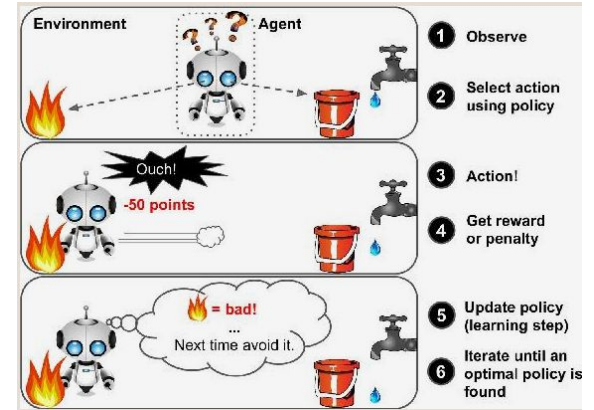 Environment
Agent
? ? ?
1 Observe
2 Select action
using policy
Ouch!
-50 points
3 Action!
4 Get reward
or penalty
= bad!
...
Next time avoid it.
5 Update policy
(learning step)
6 Iterate until an
optimal policy is
found